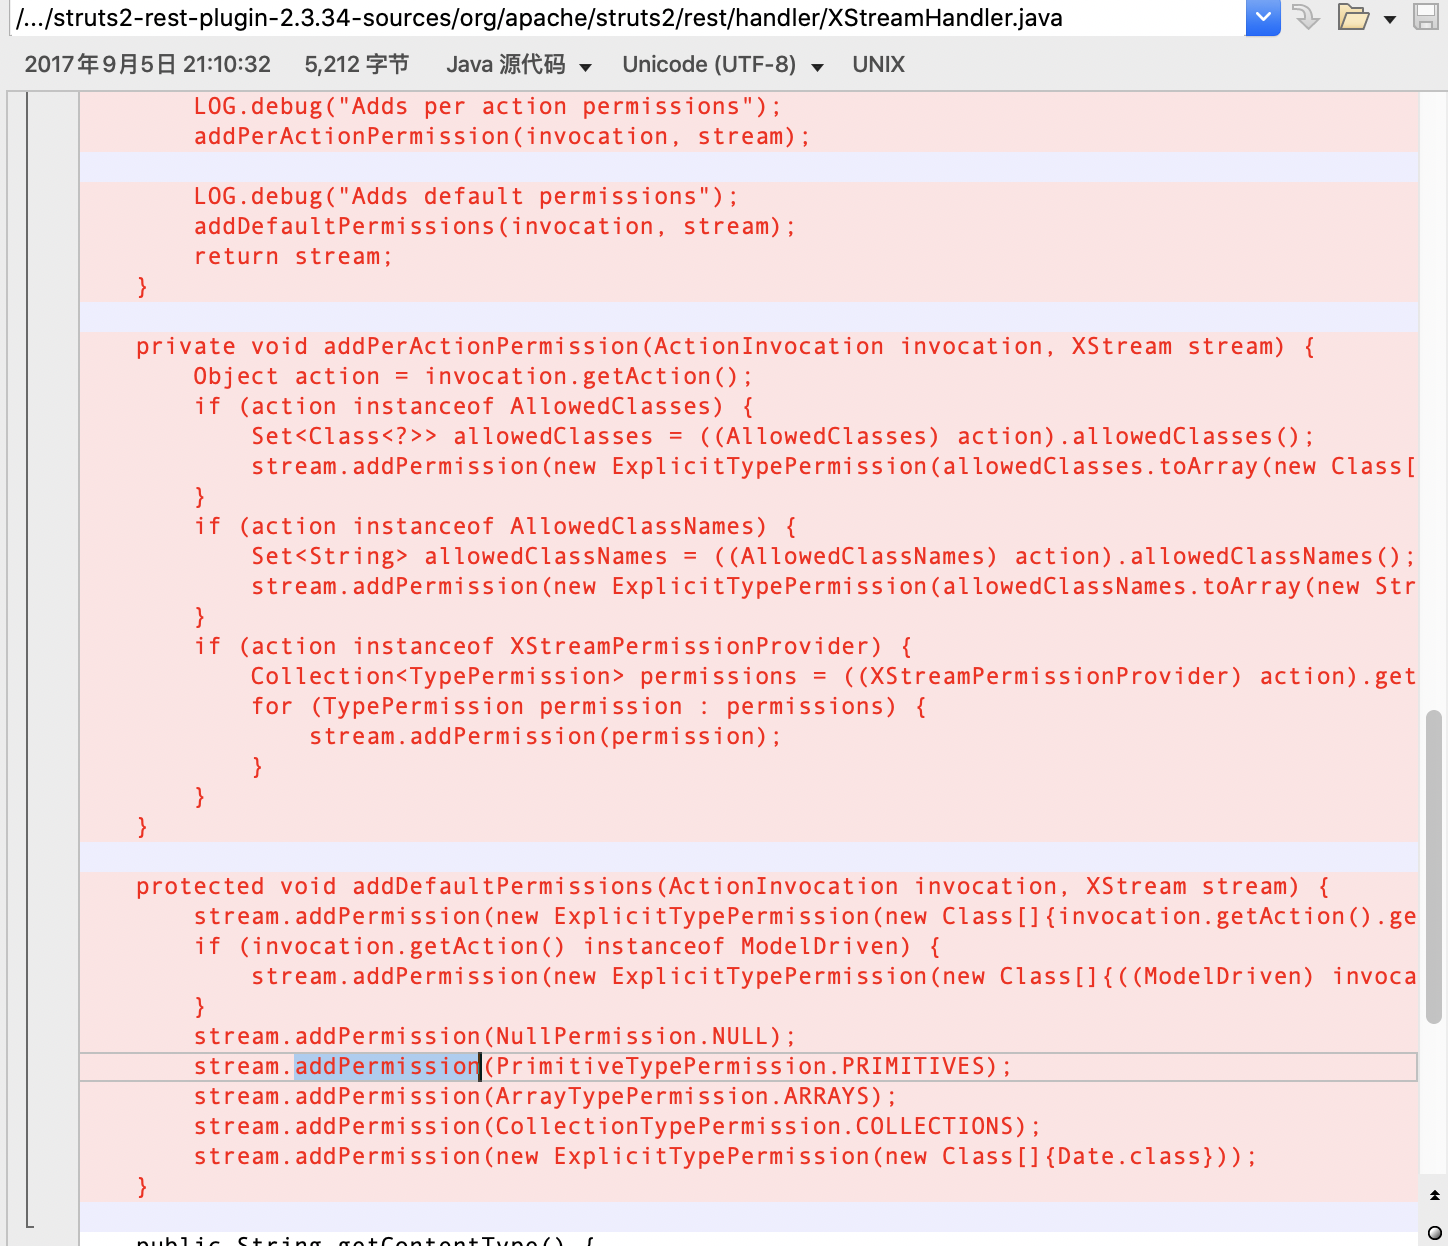 /.../struts2-rest-plugin-2.3.34-sources/org/apache/struts2/rest/handler/XStreamHandler.java
2017年9月5日 21:10:32 5,212 字节 Java 源代码 Unicode (UTF-8) UNIX
LOG.debug("Adds per action permissions");
addPerActionPermission(invocation, stream);
LOG.debug("Adds default permissions");
addDefaultPermissions(invocation, stream);
return stream;
}
private void addPerActionPermission(ActionInvocation invocation, XStream stream) {
Object action = invocation.getAction();
if (action instanceof AllowedClasses) {
Set<Class<?>> allowedClasses = ((AllowedClasses) action).allowedClasses();
stream.addPermission(new ExplicitTypePermission(allowedClasses.toArray(new Class[
}
if (action instanceof AllowedClassNames) {
Set<String> allowedClassNames = ((AllowedClassNames) action).allowedClassNames();
stream.addPermission(new ExplicitTypePermission(allowedClassNames.toArray(new Str
}
if (action instanceof XStreamPermissionProvider) {
Collection<TypePermission> permissions = ((XStreamPermissionProvider) action).get
for (TypePermission permission : permissions) {
stream.addPermission(permission);
}
}
}
protected void addDefaultPermissions(ActionInvocation invocation, XStream stream) {
stream.addPermission(new ExplicitTypePermission(new Class[]{invocation.getAction().ge
if (invocation.getAction() instanceof ModelDriven) {
stream.addPermission(new ExplicitTypePermission(new Class[]{((ModelDriven) invoca
}
stream.addPermission(NullPermission.NULL);
stream.addPermission(PrimitiveTypePermission.PRIMITIVES);
stream.addPermission(ArrayTypePermission.ARRAYS);
stream.addPermission(CollectionTypePermission.COLLECTIONS);
stream.addPermission(new ExplicitTypePermission(new Class[]{Date.class}));
}
public String getContentType() {